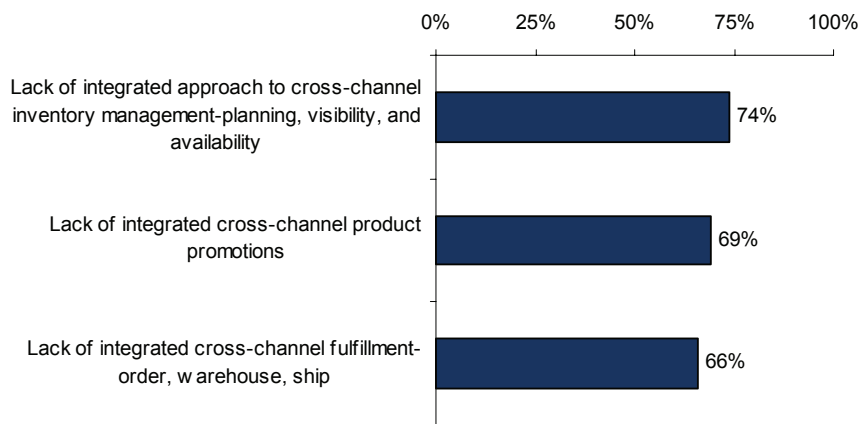 0% 25% 50% 75% 100%
Lack of integrated approach to cross-channel
inventory management-planning, visibility, and
availability
74%
Lack of integrated cross-channel product
promotions
69%
Lack of integrated cross-channel fulfillment-
order, warehouse, ship
66%